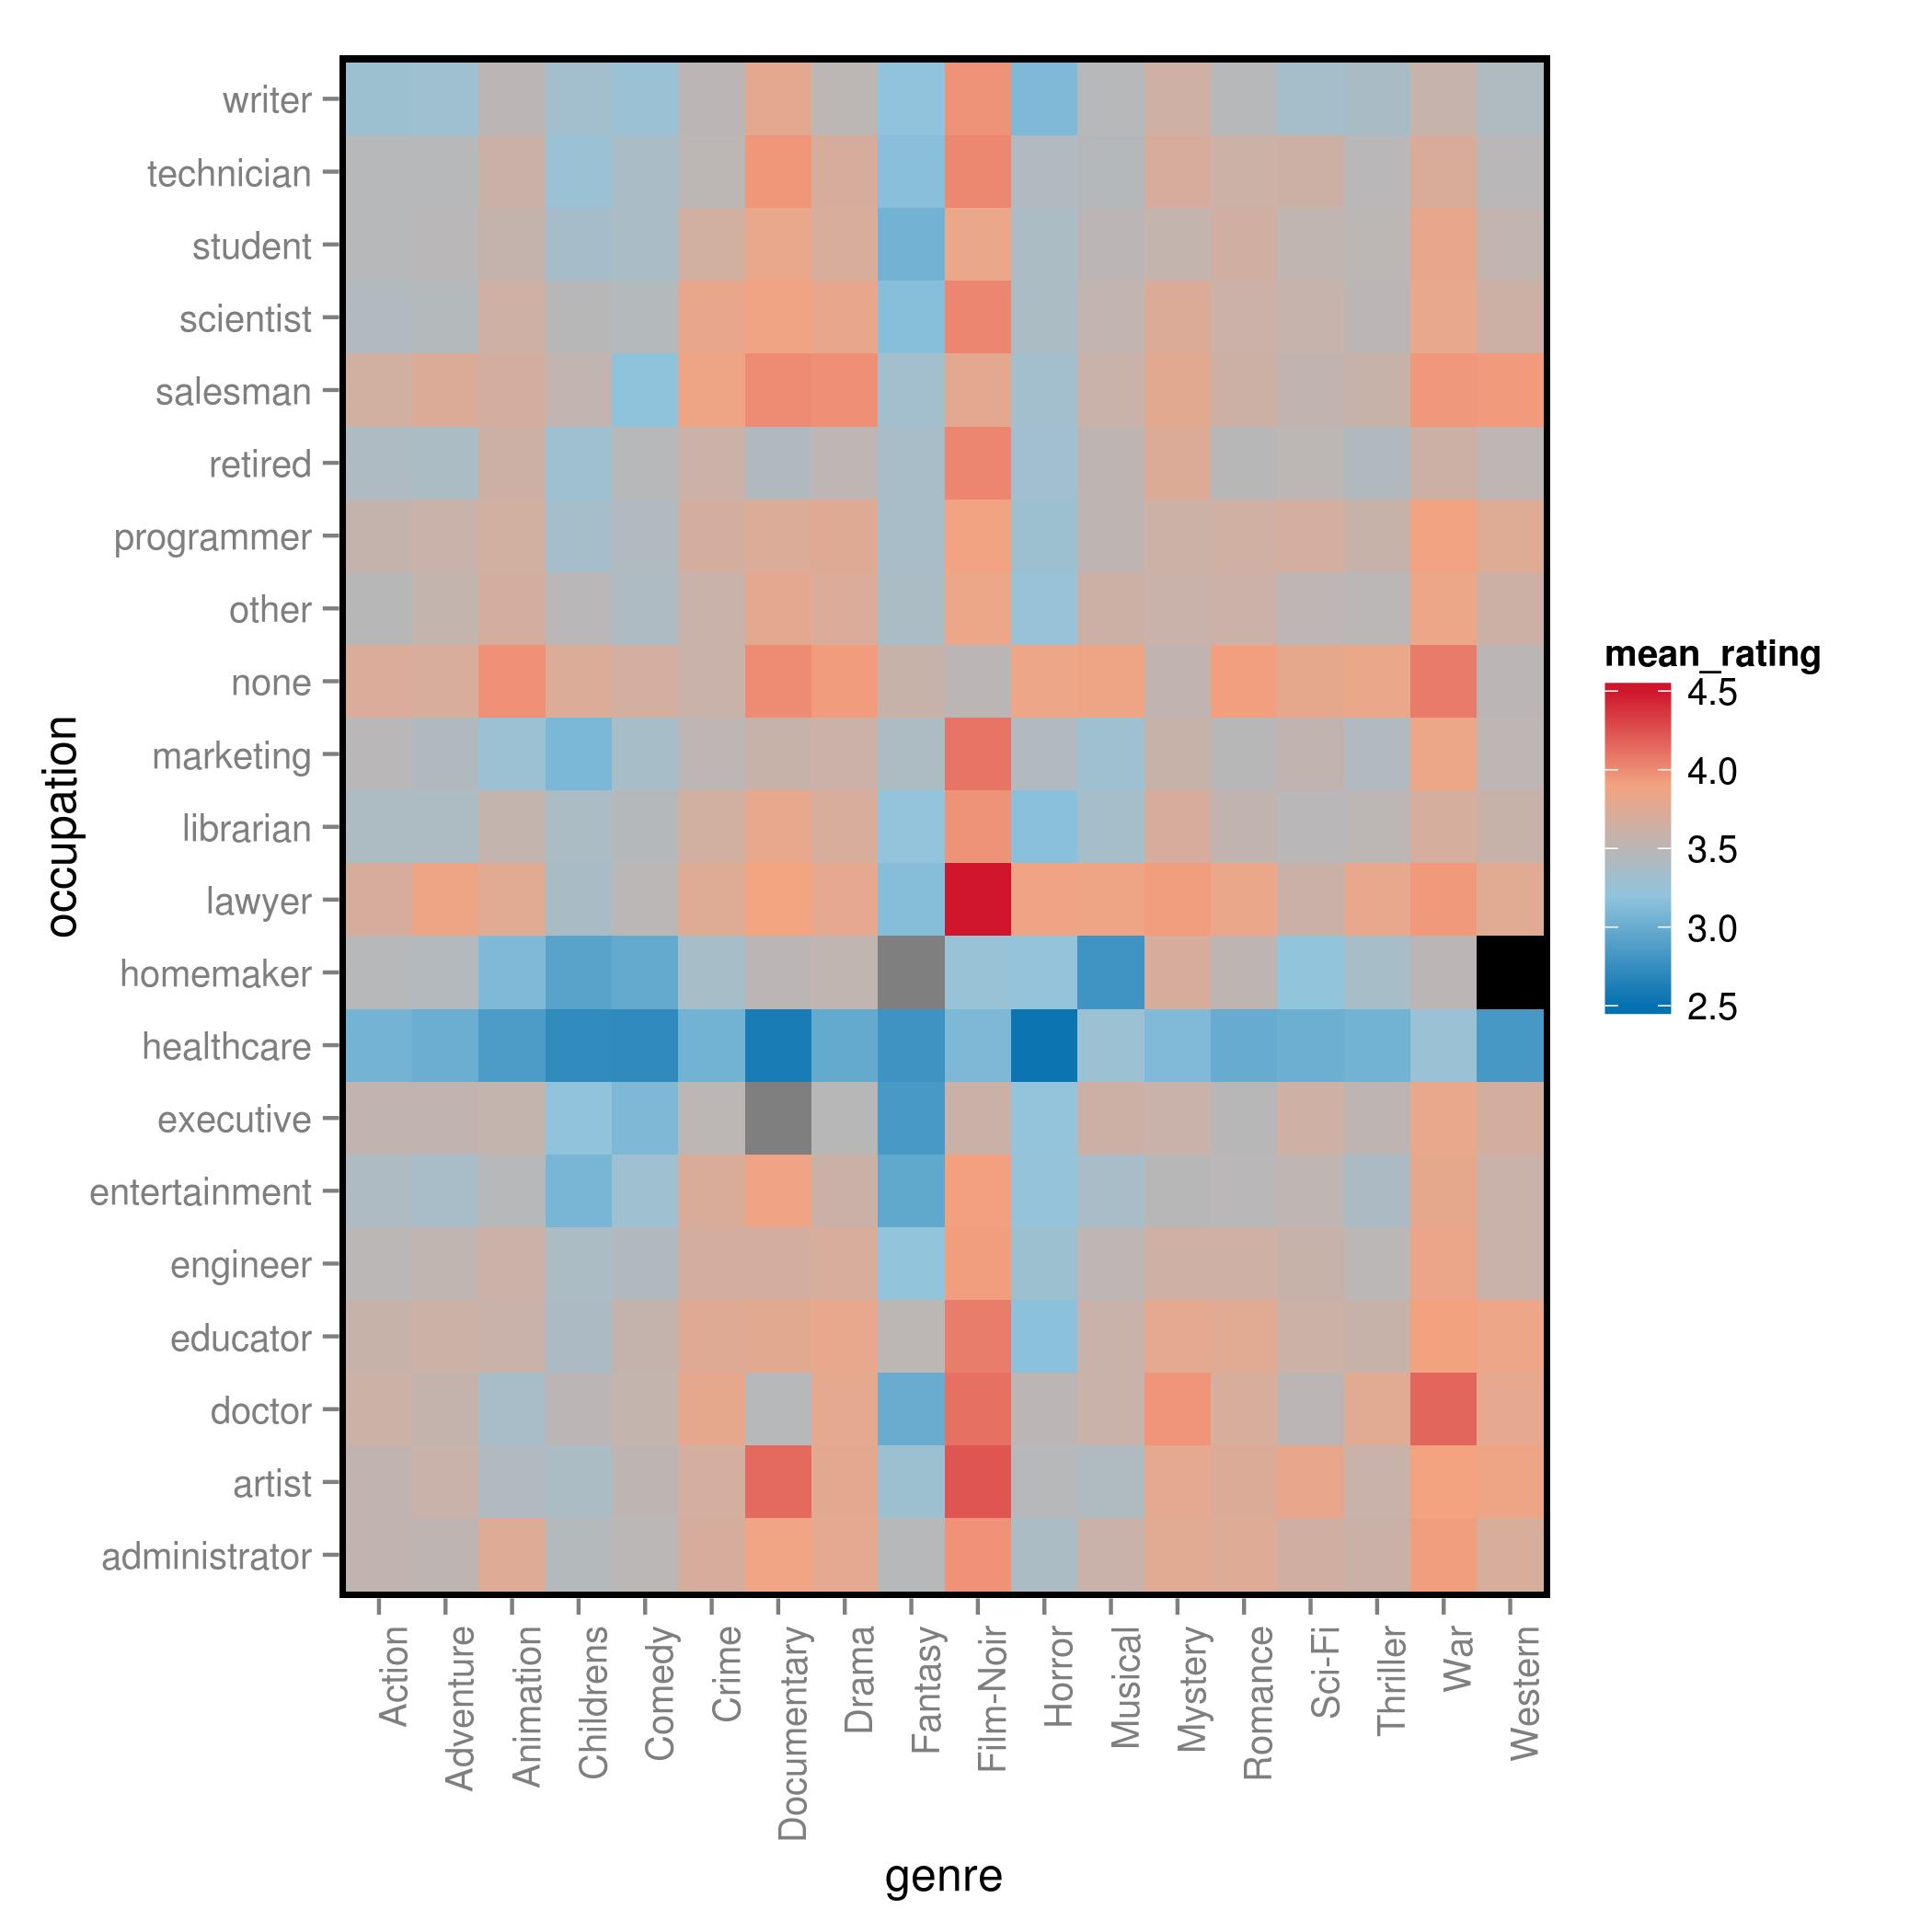 writer
technician
student
scientist
salesman
retired
programmer
other
none
marketing
librarian
lawyer
homemaker
healthcare
executive
entertainment
engineer
educator
doctor
artist
administrator
occupation
Action
Adventure
Animation
Childrens
Comedy
Crime
Documentary
Drama
Fantasy
Film-Noir
Horror
Musical
Mystery
Romance
Sci-Fi
Thriller
War
Western
genre
mean_rating
4.5
4.0
3.5
3.0
2.5